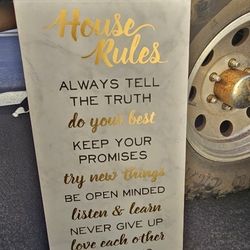 House
Rules
ALWAYS TELL
THE TRUTH
do your best
KEEP YOUR
PROMISES
try new things
BE OPEN MINDED
listen & learn
NEVER GIVE UP
love each other